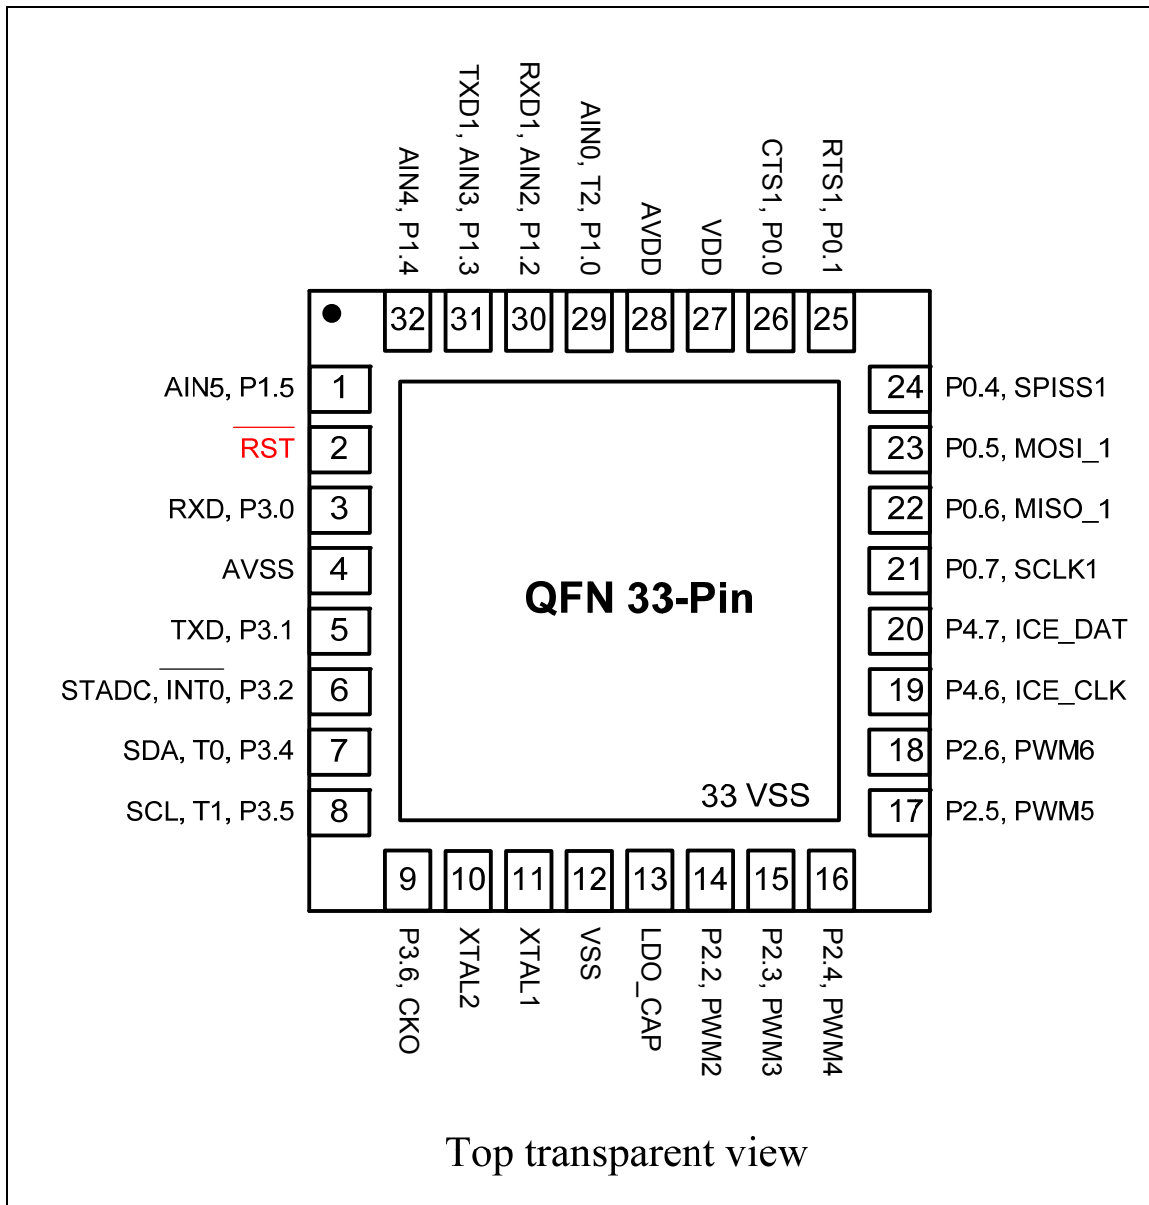 AIN4, P1.4
TXD1, AIN3, P1.3
RXD1, AIN2, P1.2
AIN0, T2, P1.0
AVDD
VDD
CTS1, P0.0
RTS1, P0.1
32 31 30 29 28 27 26 25
AIN5, P1.5 1
RST 2
RXD, P3.0 3
AVSS 4
TXD, P3.1 5
STADC, INT0, P3.2 6
SDA, T0, P3.4 7
SCL, T1, P3.5 8
24 P0.4, SPISS1
23 P0.5, MOSI_1
22 P0.6, MISO_1
21 P0.7, SCLK1
20 P4.7, ICE_DAT
19 P4.6, ICE_CLK
18 P2.6, PWM6
17 P2.5, PWM5
QFN 33-Pin
33 VSS
9 10 11 12 13 14 15 16
P3.6, CKO
XTAL2
XTAL1
VSS
LDO_CAP
P2.2, PWM2
P2.3, PWM3
P2.4, PWM4
Top transparent view